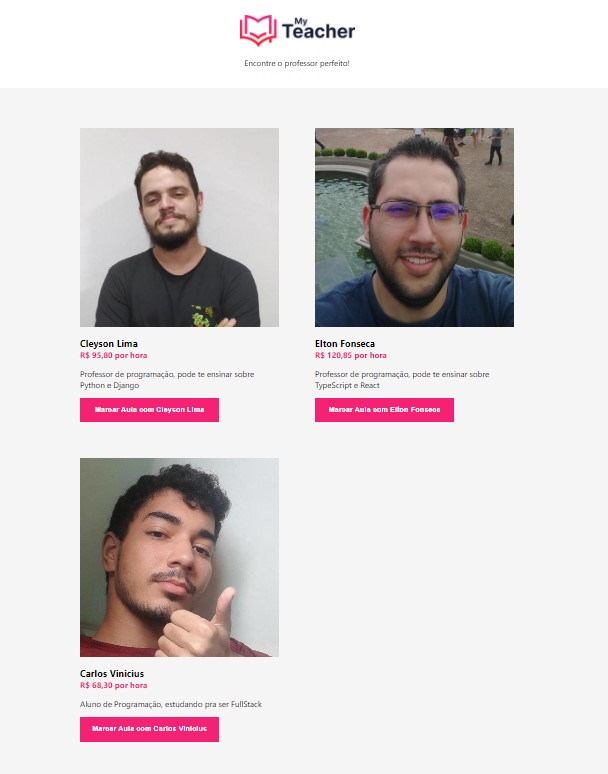 My
Teacher
Encontre o professor perfeito!
Cleyson Lima
R$ 95,80 por hora
Professor de programação, pode te ensinar sobre
Python e Django
Marcar Aula com Cleyson Lima
Elton Fonseca
R$ 120,85 por hora
Professor de programação, pode te ensinar sobre
TypeScript e React
Marcar Aula com Elton Fonseca
Carlos Vinicius
R$ 68,30 por hora
Aluno de Programação, estudando pra ser FullStack
Marcar Aula com Carlos Vinicius